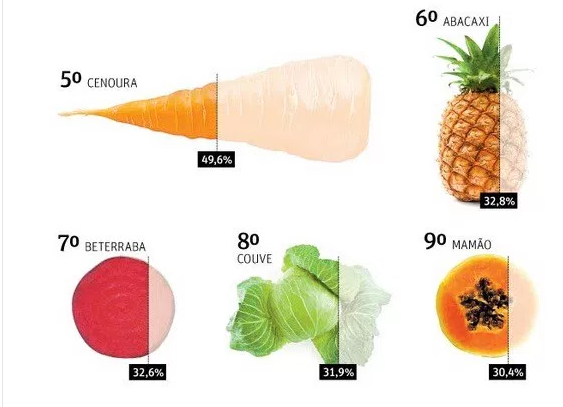 5º CENOURA
49,6%
6º ABACAXI
32,8%
7º BETERRABA
32,6%
8º
COUVE
31,9%
9º MAMÃO
30,4%